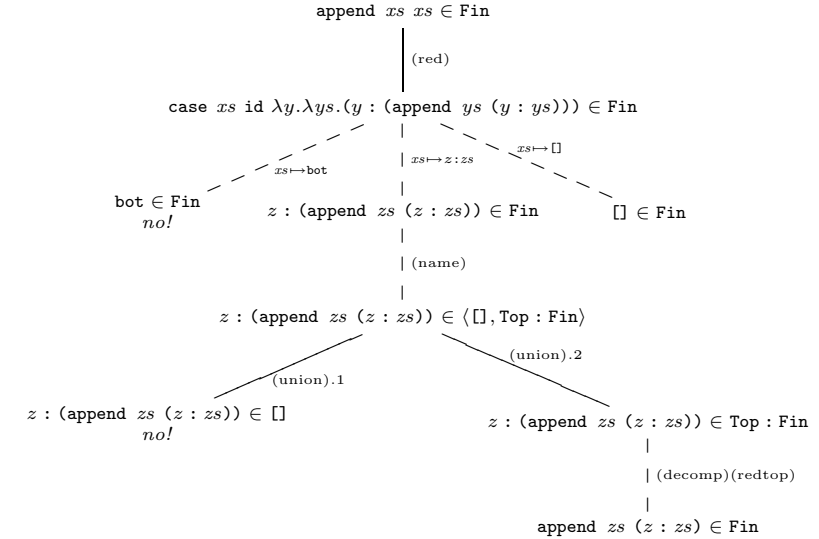 append xs xs ∈ Fin
(red)
case xs id λy.λys.(y : (append ys (y : ys))) ∈ Fin
xs↦bot
xs↦z:zs
xs↦[]
bot ∈ Fin
no!
z : (append zs (z : zs)) ∈ Fin
[] ∈ Fin
(name)
z : (append zs (z : zs)) ∈ ⟨[], Top : Fin⟩
(union).1
(union).2
z : (append zs (z : zs)) ∈ []
no!
z : (append zs (z : zs)) ∈ Top : Fin
(decomp)(redtop)
append zs (z : zs) ∈ Fin